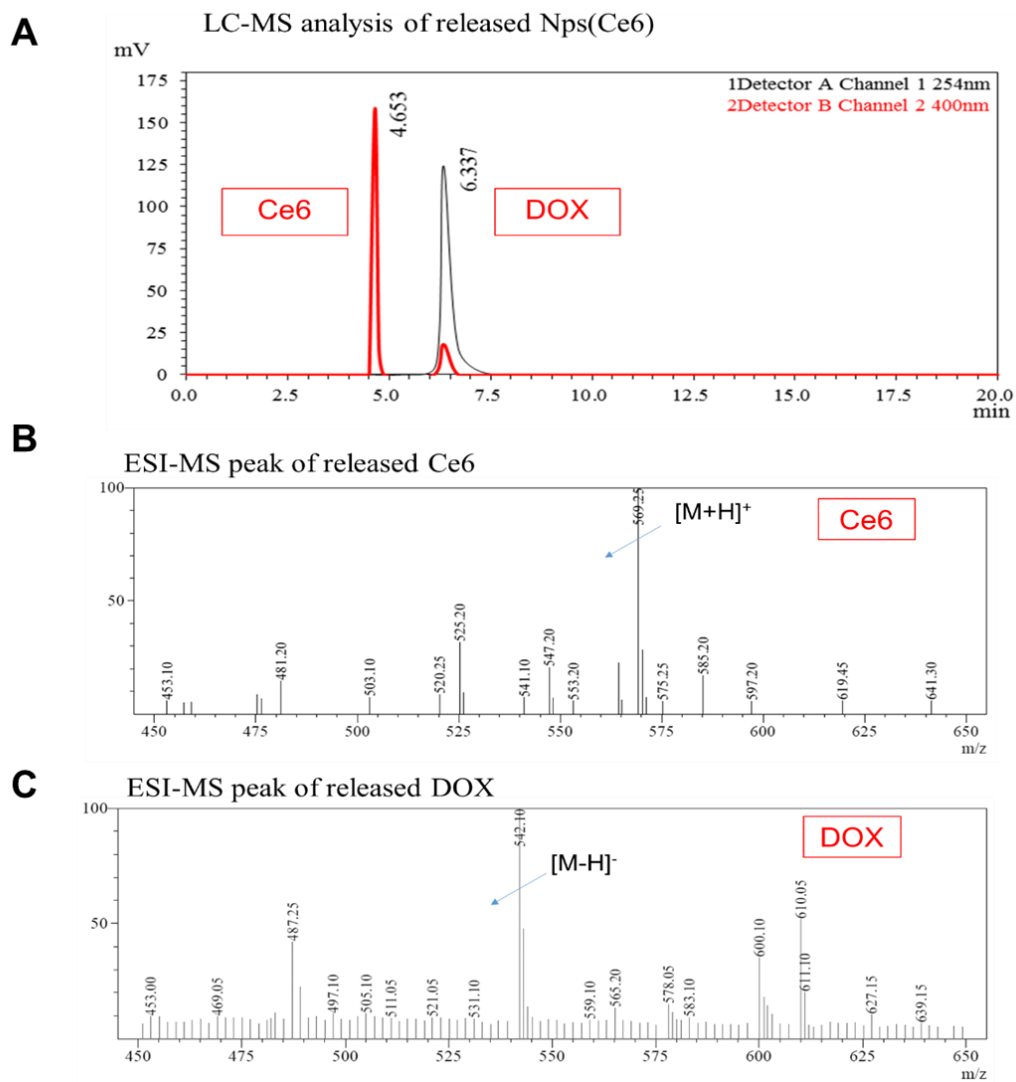 A
LC-MS analysis of released Nps(Ce6)
mV
1Detector A Channel 1 254nm
2Detector B Channel 2 400nm
175
150
125
100
75
50
25
0
4.653
6.337
Ce6
DOX
0.0 2.5 5.0 7.5 10.0 12.5 15.0 17.5 20.0
min
B
ESI-MS peak of released Ce6
100
50
[M+H]+
Ce6
453.10 481.20 503.10 520.25 525.20 541.10 547.20 553.20 569.25 575.25 585.20 597.20 619.45 641.30
450 475 500 525 550 575 600 625 650
m/z
C
ESI-MS peak of released DOX
100
50
[M-H]-
DOX
453.00 469.05 487.25 497.10 505.10 511.05 521.05 531.10 542.10 559.10 565.20 578.05 583.10 600.10 610.05 611.10 627.15 639.15
450 475 500 525 550 575 600 625 650
m/z